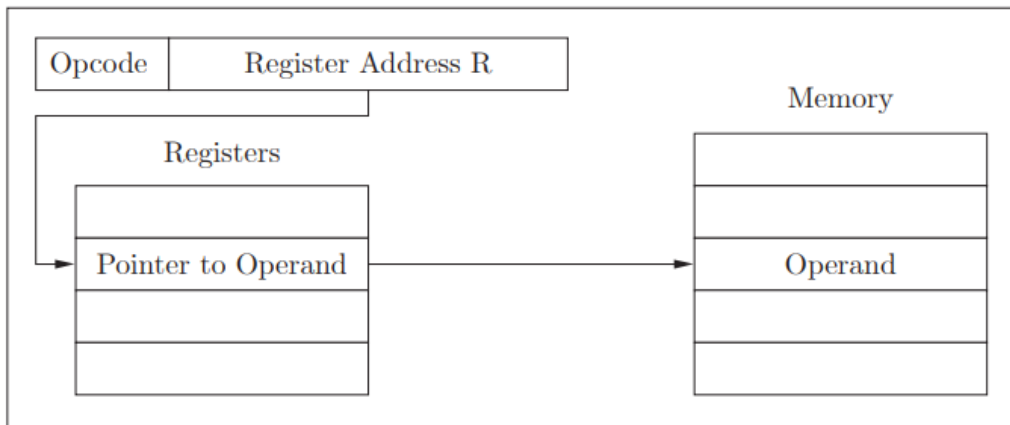 Opcode
Register Address R
Memory
Registers
Pointer to Operand
Operand